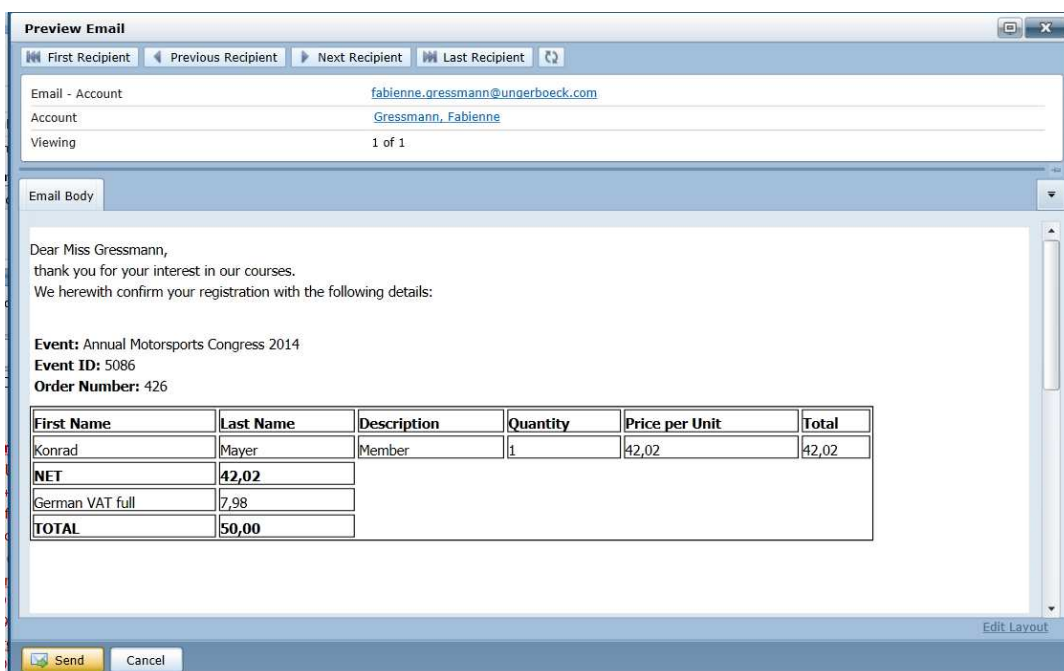 Preview Email
First Recipient Previous Recipient Next Recipient Last Recipient
Email - Account fabienne.gressmann@ungerboeck.com
Account Gressmann, Fabienne
Viewing 1 of 1
Email Body
Dear Miss Gressmann,
thank you for your interest in our courses.
We herewith confirm your registration with the following details:
Event: Annual Motorsports Congress 2014
Event ID: 5086
Order Number: 426
First Name Last Name Description Quantity Price per Unit Total
Konrad Mayer Member 1 42,02 42,02
NET 42,02
German VAT full 7,98
TOTAL 50,00
Edit Layout
Send Cancel